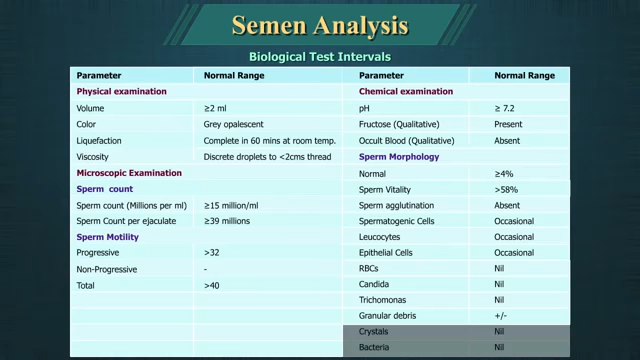 Semen Analysis
Biological Test Intervals
Parameter Normal Range Parameter Normal Range
Physical examination Chemical examination
Volume ≥2 ml pH ≥ 7.2
Color Grey opalescent Fructose (Qualitative) Present
Liquefaction Complete in 60 mins at room temp. Occult Blood (Qualitative) Absent
Viscosity Discrete droplets to <2cms thread Sperm Morphology
Microscopic Examination Normal ≥4%
Sperm count Sperm Vitality >58%
Sperm count (Millions per ml) ≥15 million/ml Sperm agglutination Absent
Sperm Count per ejaculate ≥39 millions Spermatogenic Cells Occasional
Sperm Motility Leucocytes Occasional
Progressive >32 Epithelial Cells Occasional
Non-Progressive - RBCs Nil
Total >40 Candida Nil
Trichomonas Nil
Granular debris +/-
Crystals Nil
Bacteria Nil